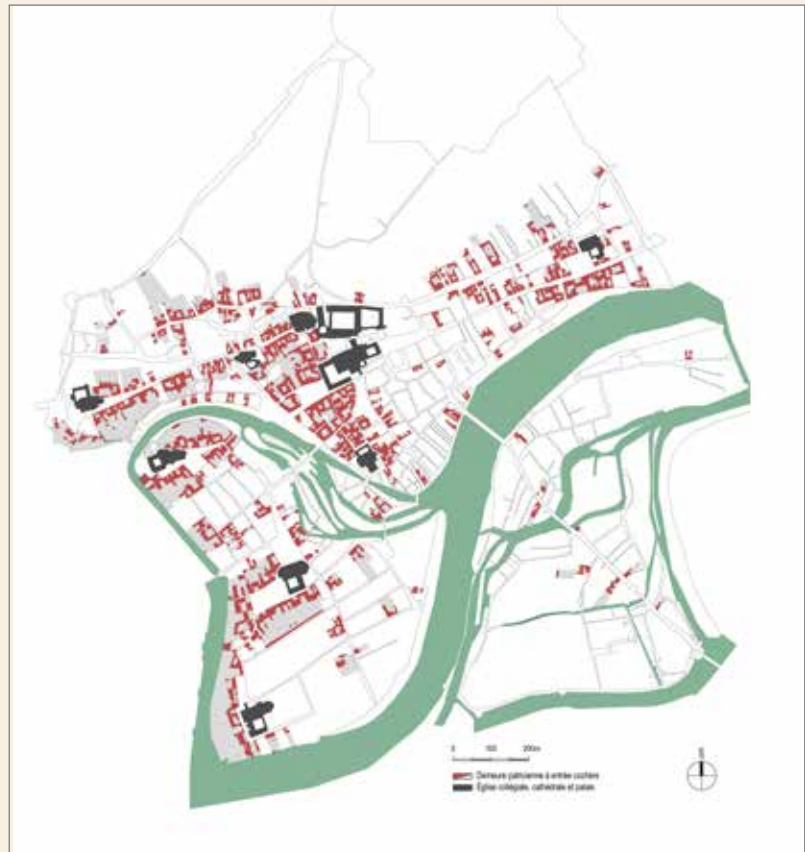 0 100 200m
Demeure patricienne à entrée cochère
Église collégiale, cathédrale et palais